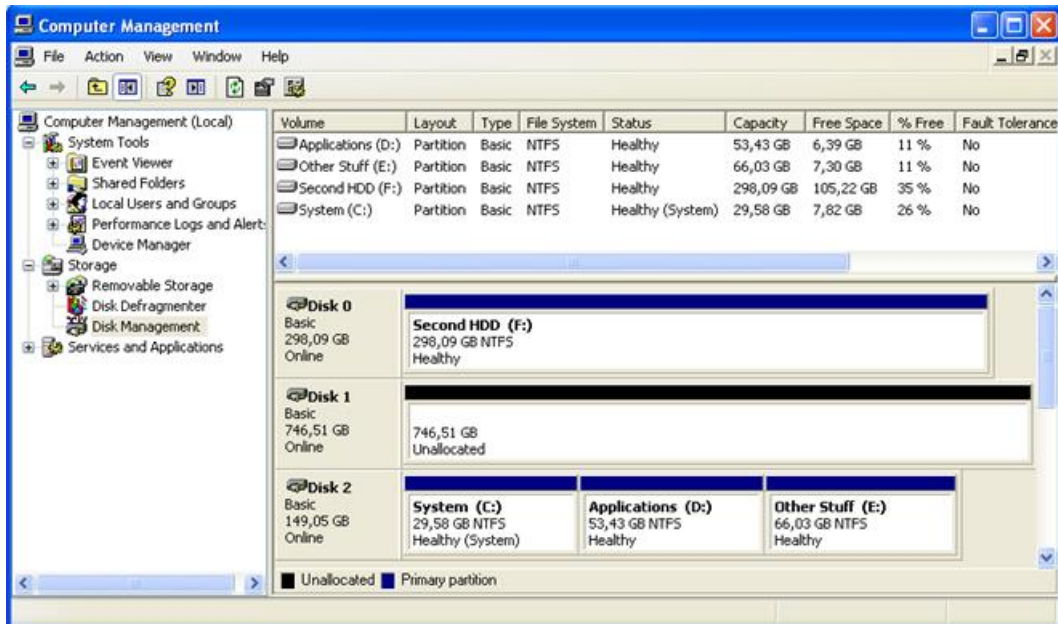 Computer Management
File Action View Window Help
Computer Management (Local)
System Tools
Event Viewer
Shared Folders
Local Users and Groups
Performance Logs and Alert
Device Manager
Storage
Removable Storage
Disk Defragmenter
Disk Management
Services and Applications
Volume Layout Type File System Status Capacity Free Space % Free Fault Tolerance
Applications (D:) Partition Basic NTFS Healthy 53,43 GB 6,39 GB 11 % No
Other Stuff (E:) Partition Basic NTFS Healthy 66,03 GB 7,30 GB 11 % No
Second HDD (F:) Partition Basic NTFS Healthy 298,09 GB 105,22 GB 35 % No
System (C:) Partition Basic NTFS Healthy (System) 29,58 GB 7,82 GB 26 % No
Disk 0
Basic
298,09 GB
Online
Second HDD (F:)
298,09 GB NTFS
Healthy
Disk 1
Basic
746,51 GB
Online
746,51 GB
Unallocated
Disk 2
Basic
149,05 GB
Online
System (C:)
29,58 GB NTFS
Healthy (System)
Applications (D:)
53,43 GB NTFS
Healthy
Other Stuff (E:)
66,03 GB NTFS
Healthy
Unallocated Primary partition